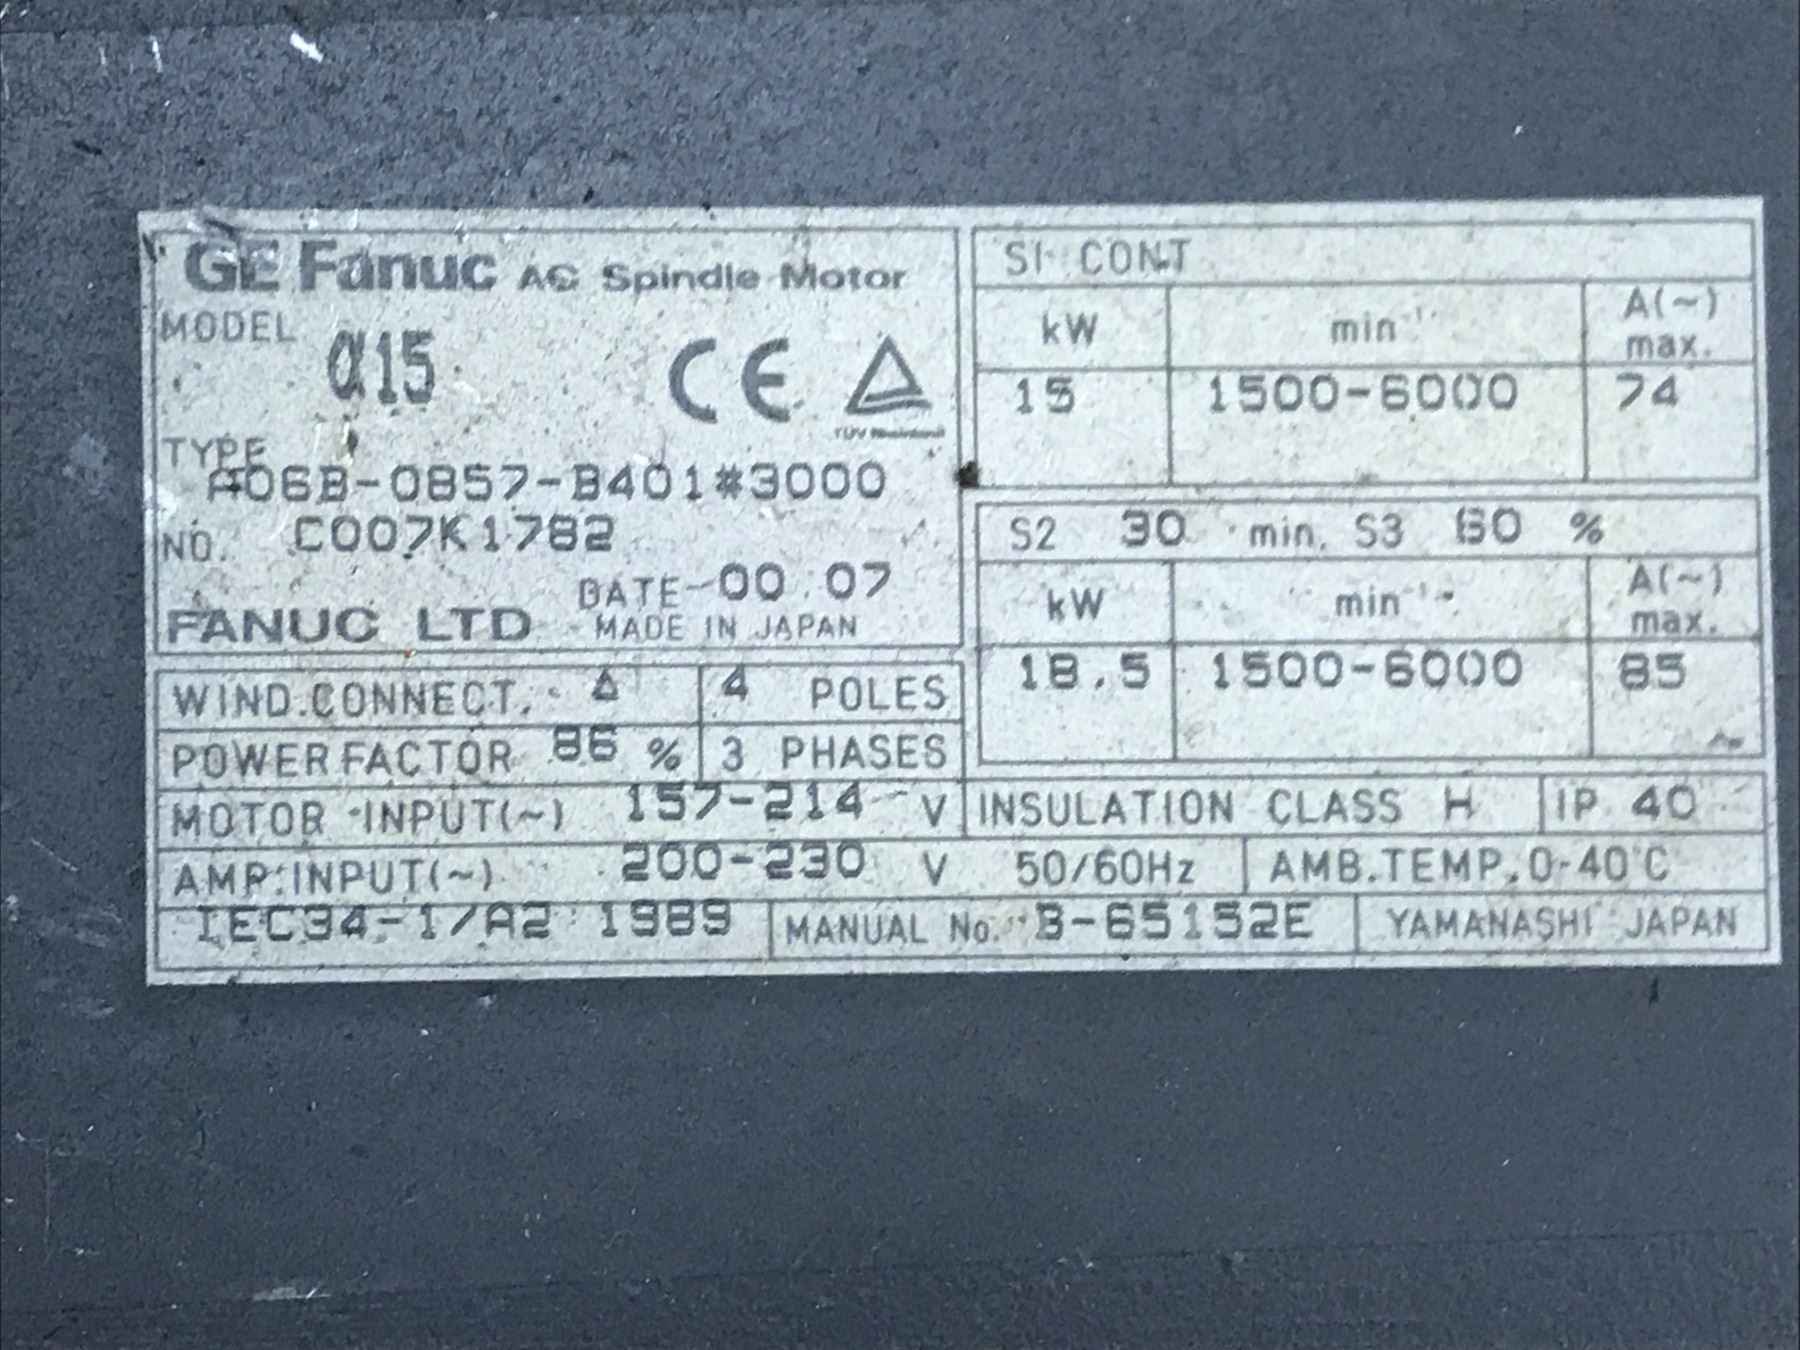 GE Fanuc AC Spindle Motor
MODEL α15
CE
TÜV Rheinland
TYPE A06B-0857-B401#3000
NO. C007K1782
DATE 00.07
FANUC LTD MADE IN JAPAN
WIND.CONNECT. Δ 4 POLES
POWER FACTOR 86 % 3 PHASES
S1 CONT
kW min⁻¹ A(~) max.
15 1500-6000 74
S2 30 min. S3 60 %
kW min⁻¹ A(~) max.
18.5 1500-6000 85
MOTOR INPUT(~) 157-214 V INSULATION CLASS H IP 40
AMP.INPUT(~) 200-230 V 50/60Hz AMB.TEMP. 0-40°C
IEC34-1/A2 1989 MANUAL No. B-65152E YAMANASHI JAPAN